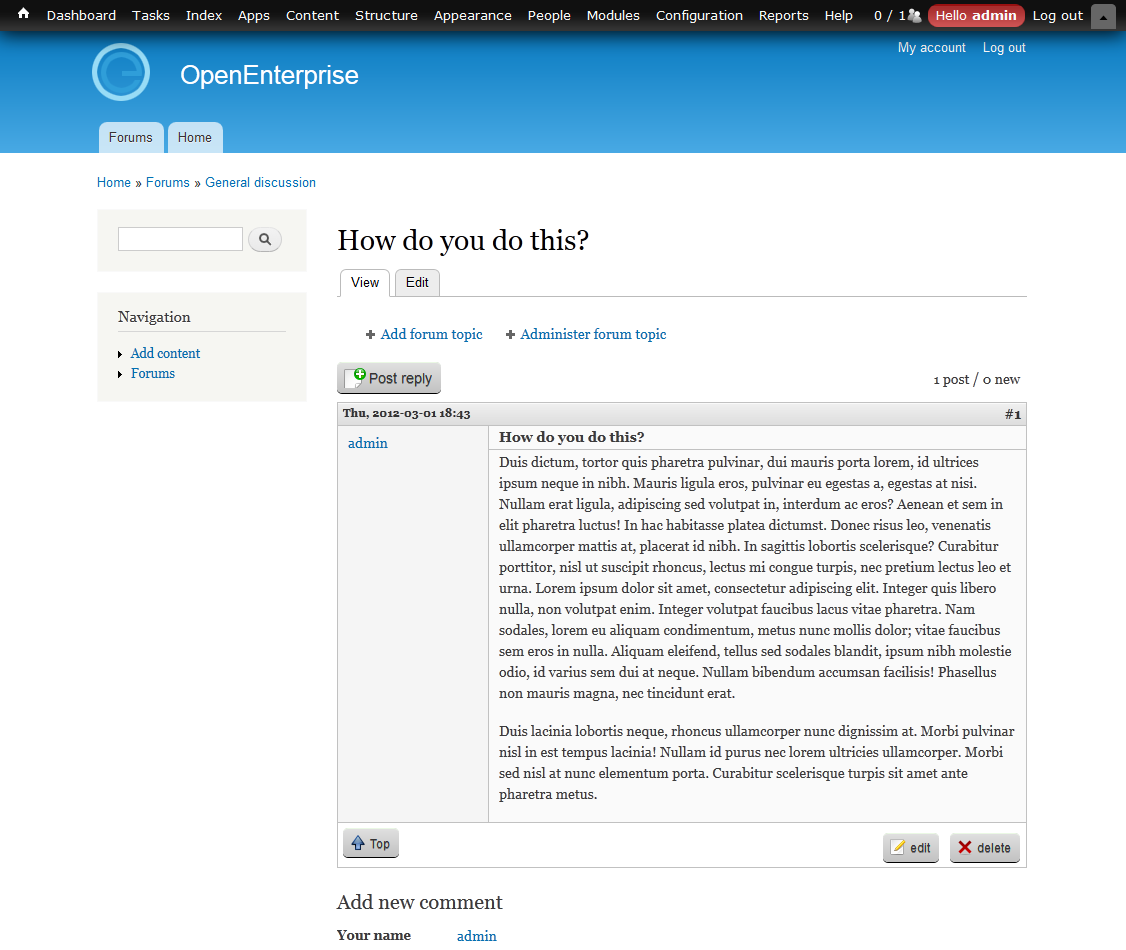 Dashboard Tasks Index Apps Content Structure Appearance People Modules Configuration Reports Help 0 / 1 Hello admin Log out
My account Log out
OpenEnterprise
Forums Home
Home » Forums » General discussion
How do you do this?
View Edit
Navigation
Add content
Forums
Add forum topic Administer forum topic
Post reply 1 post / 0 new
Thu, 2012-03-01 18:43 #1
admin
How do you do this?
Duis dictum, tortor quis pharetra pulvinar, dui mauris porta lorem, id ultrices
ipsum neque in nibh. Mauris ligula eros, pulvinar eu egestas a, egestas at nisi.
Nullam erat ligula, adipiscing sed volutpat in, interdum ac eros? Aenean et sem in
elit pharetra luctus! In hac habitasse platea dictumst. Donec risus leo, venenatis
ullamcorper mattis at, placerat id nibh. In sagittis lobortis scelerisque? Curabitur
porttitor, nisl ut suscipit rhoncus, lectus mi congue turpis, nec pretium lectus leo et
urna. Lorem ipsum dolor sit amet, consectetur adipiscing elit. Integer quis libero
nulla, non volutpat enim. Integer volutpat faucibus lacus vitae pharetra. Nam
sodales, lorem eu aliquam condimentum, metus nunc mollis dolor; vitae faucibus
sem eros in nulla. Aliquam eleifend, tellus sed sodales blandit, ipsum nibh molestie
odio, id varius sem dui at neque. Nullam bibendum accumsan facilisis! Phasellus
non mauris magna, nec tincidunt erat.
Duis lacinia lobortis neque, rhoncus ullamcorper nunc dignissim at. Morbi pulvinar
nisl in est tempus lacinia! Nullam id purus nec lorem ultricies ullamcorper. Morbi
sed nisl at nunc elementum porta. Curabitur scelerisque turpis sit amet ante
pharetra metus.
Top edit delete
Add new comment
Your name admin